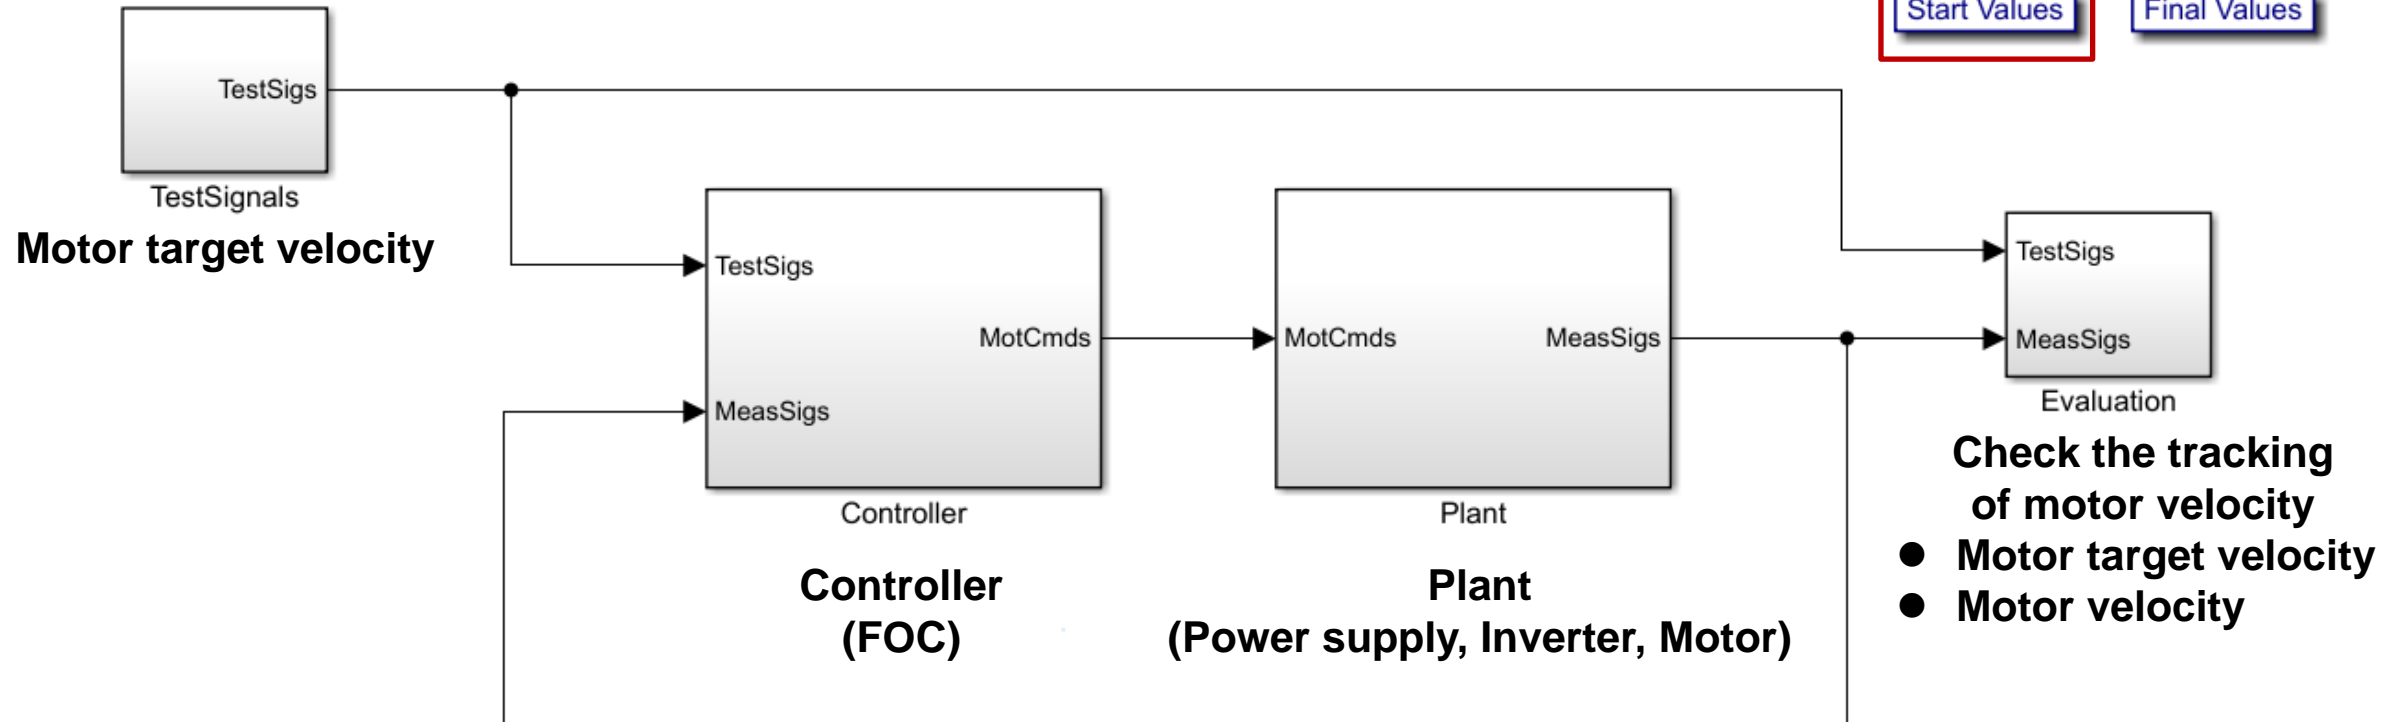 Start Values
Final Values
TestSigs
TestSignals
Motor target velocity
TestSigs
MotCmds
MeasSigs
Controller
Controller
(FOC)
MotCmds
MeasSigs
Plant
Plant
(Power supply, Inverter, Motor)
TestSigs
MeasSigs
Evaluation
Check the tracking
of motor velocity
● Motor target velocity
● Motor velocity